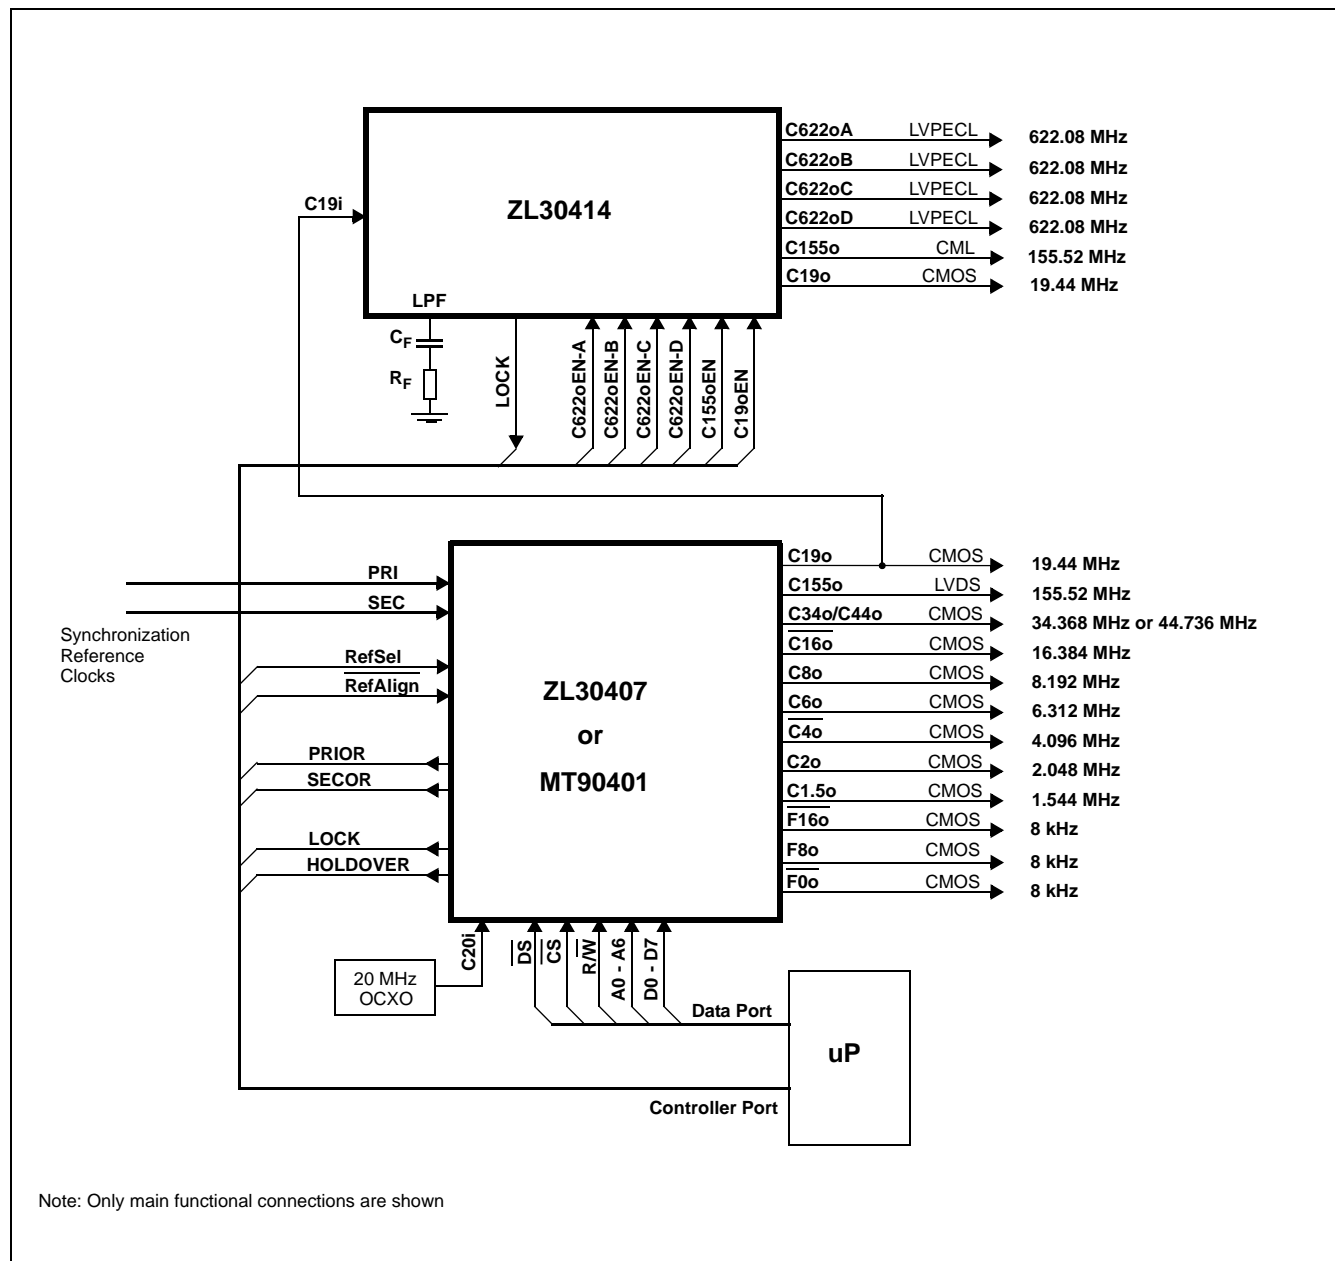 C622oA LVPECL 622.08 MHz
C622oB LVPECL 622.08 MHz
C622oC LVPECL 622.08 MHz
C622oD LVPECL 622.08 MHz
C155o CML 155.52 MHz
C19o CMOS 19.44 MHz
C19i
ZL30414
LPF
CF
RF
LOCK
C622oEN-A
C622oEN-B
C622oEN-C
C622oEN-D
C155oEN
C19oEN
PRI
SEC
Synchronization
Reference
Clocks
RefSel
RefAlign
PRIOR
SECOR
LOCK
HOLDOVER
ZL30407
or
MT90401
C19o CMOS 19.44 MHz
C155o LVDS 155.52 MHz
C34o/C44o CMOS 34.368 MHz or 44.736 MHz
C16o CMOS 16.384 MHz
C8o CMOS 8.192 MHz
C6o CMOS 6.312 MHz
C4o CMOS 4.096 MHz
C2o CMOS 2.048 MHz
C1.5o CMOS 1.544 MHz
F16o CMOS 8 kHz
F8o CMOS 8 kHz
F0o CMOS 8 kHz
C20i
DS
CS
R/W
A0 - A6
D0 - D7
20 MHz
OCXO
Data Port
uP
Controller Port
Note: Only main functional connections are shown